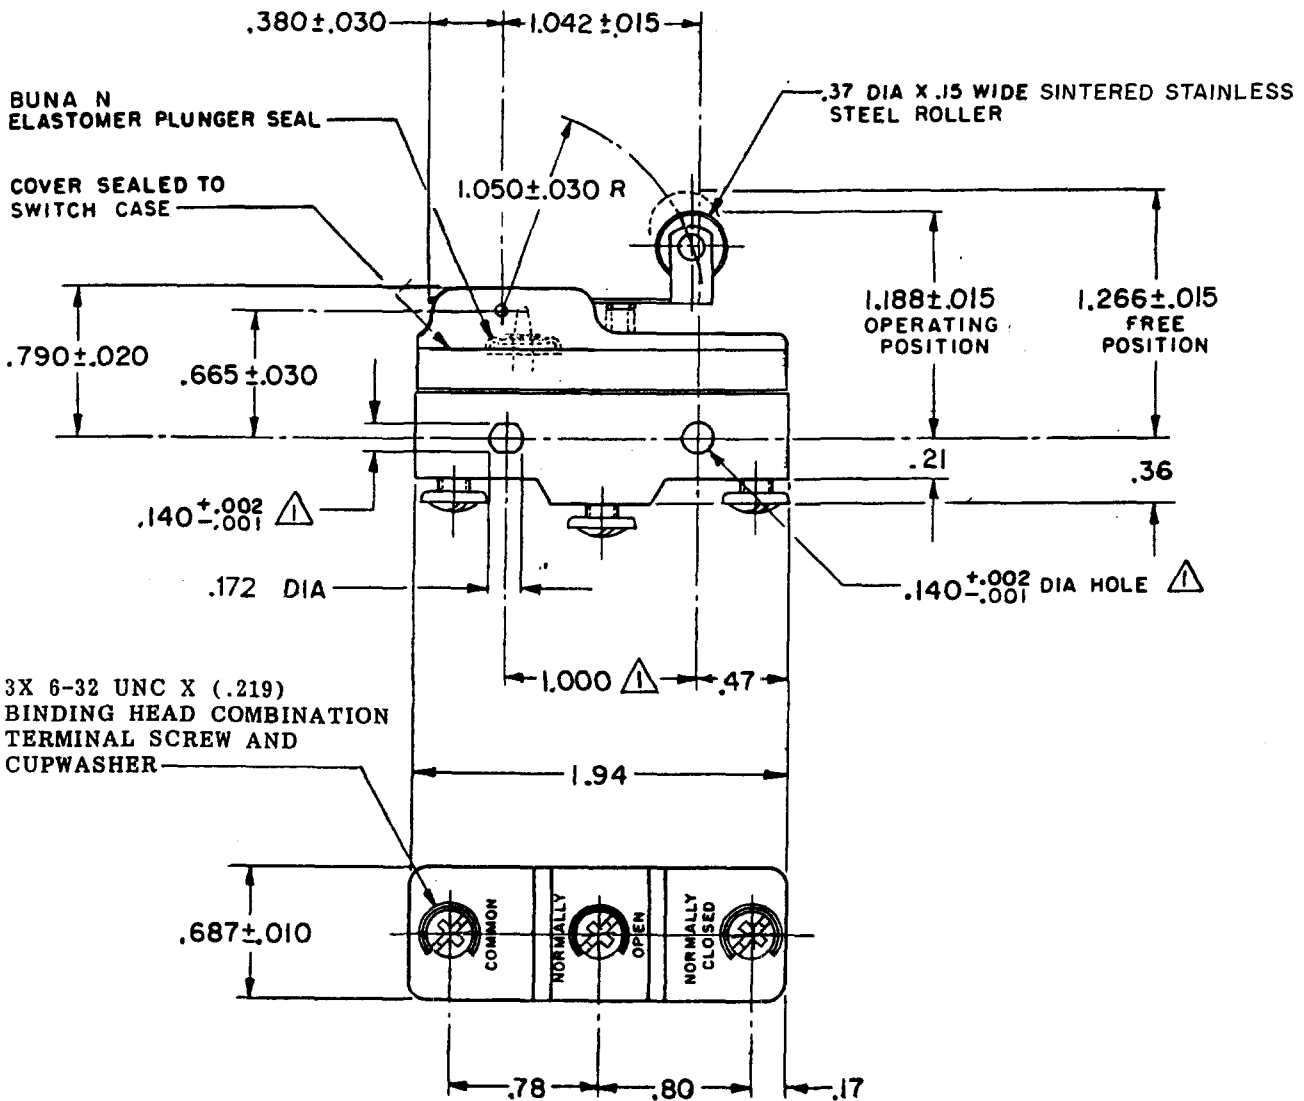 .380±.030
1.042±.015
BUNA N
ELASTOMER PLUNGER SEAL
.37 DIA X .15 WIDE SINTERED STAINLESS
STEEL ROLLER
COVER SEALED TO
SWITCH CASE
1.050±.030 R
1.188±.015
OPERATING
POSITION
1.266±.015
FREE
POSITION
.790±.020
.665±.030
.21
.36
.140 +.002 -.001 1
.172 DIA
.140 +.002 -.001 DIA HOLE 1
1.000 1
.47
3X 6-32 UNC X (.219)
BINDING HEAD COMBINATION
TERMINAL SCREW AND
CUPWASHER
1.94
.687±.010
COMMON
NORMALLY
OPEN
NORMALLY
CLOSED
.78
.80
.17